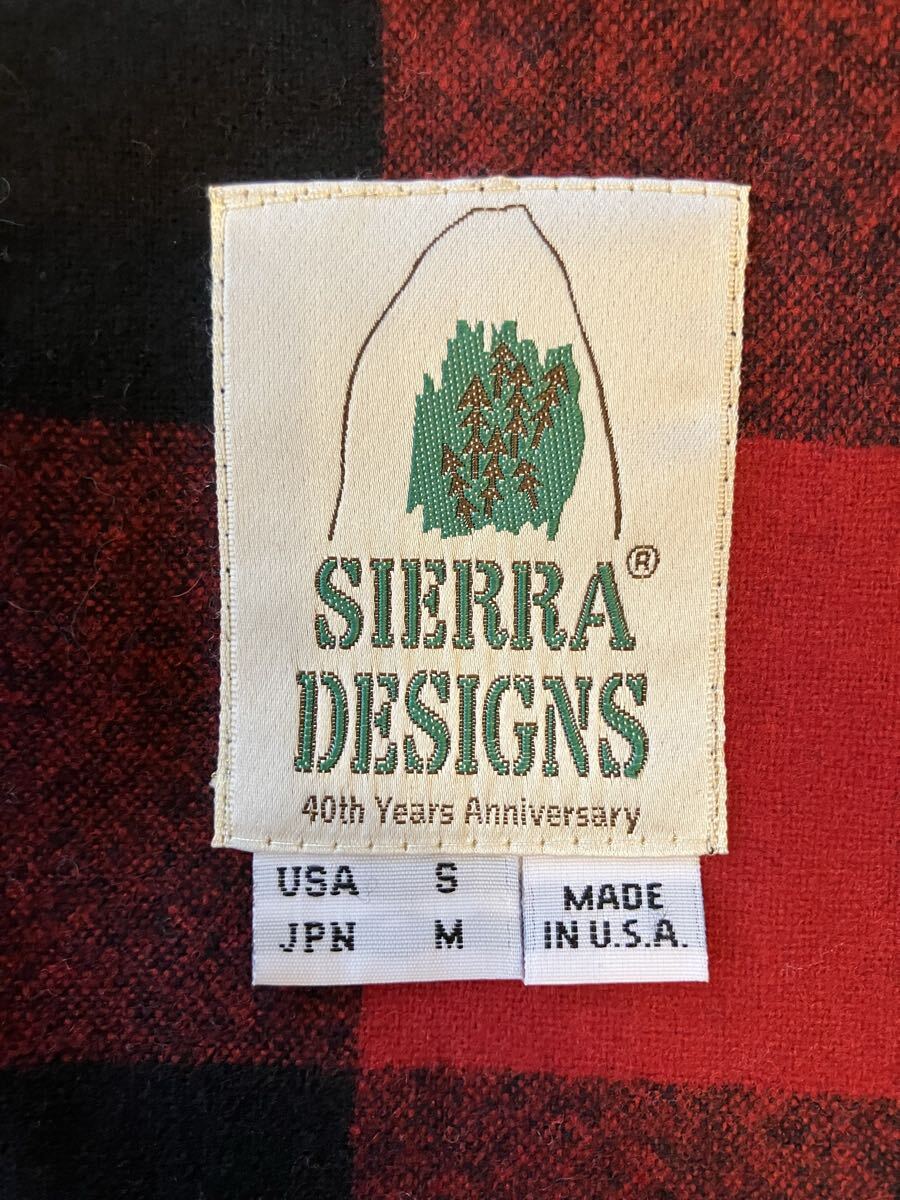 SIERRA®
DESIGNS
40th Years Anniversary
USA S
JPN M
MADE
IN U.S.A.